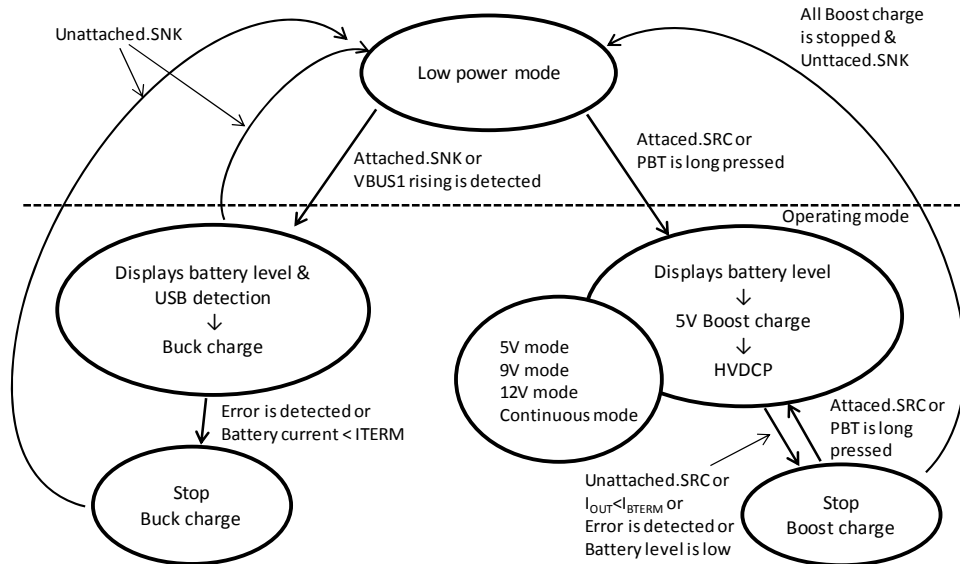 Unattached.SNK
All Boost charge
is stopped &
Unttaced.SNK
Low power mode
Attached.SNK or
VBUS1 rising is detected
Attaced.SRC or
PBT is long pressed
Operating mode
Displays battery level &
USB detection
↓
Buck charge
Displays battery level
↓
5V Boost charge
↓
HVDCP
5V mode
9V mode
12V mode
Continuous mode
Error is detected or
Battery current < ITERM
Attaced.SRC or
PBT is long
pressed
Stop
Buck charge
Unattached.SRC or
IOUT<IBTERM or
Error is detected or
Battery level is low
Stop
Boost charge